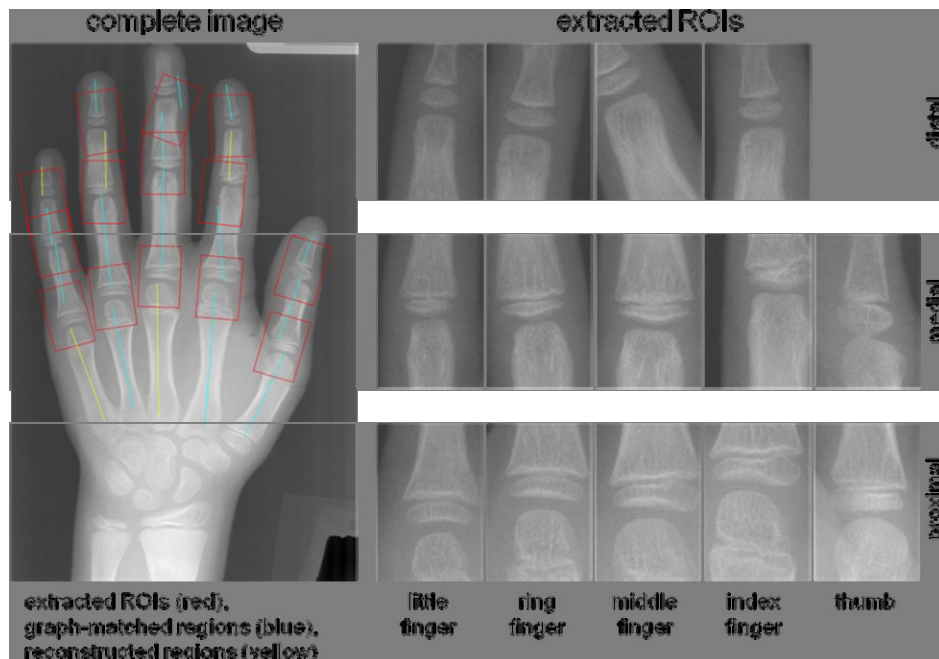 complete image
extracted ROIs
distal
medial
proximal
extracted ROIs (red),
graph-matched regions (blue),
reconstructed regions (yellow)
little
finger
ring
finger
middle
finger
index
finger
thumb